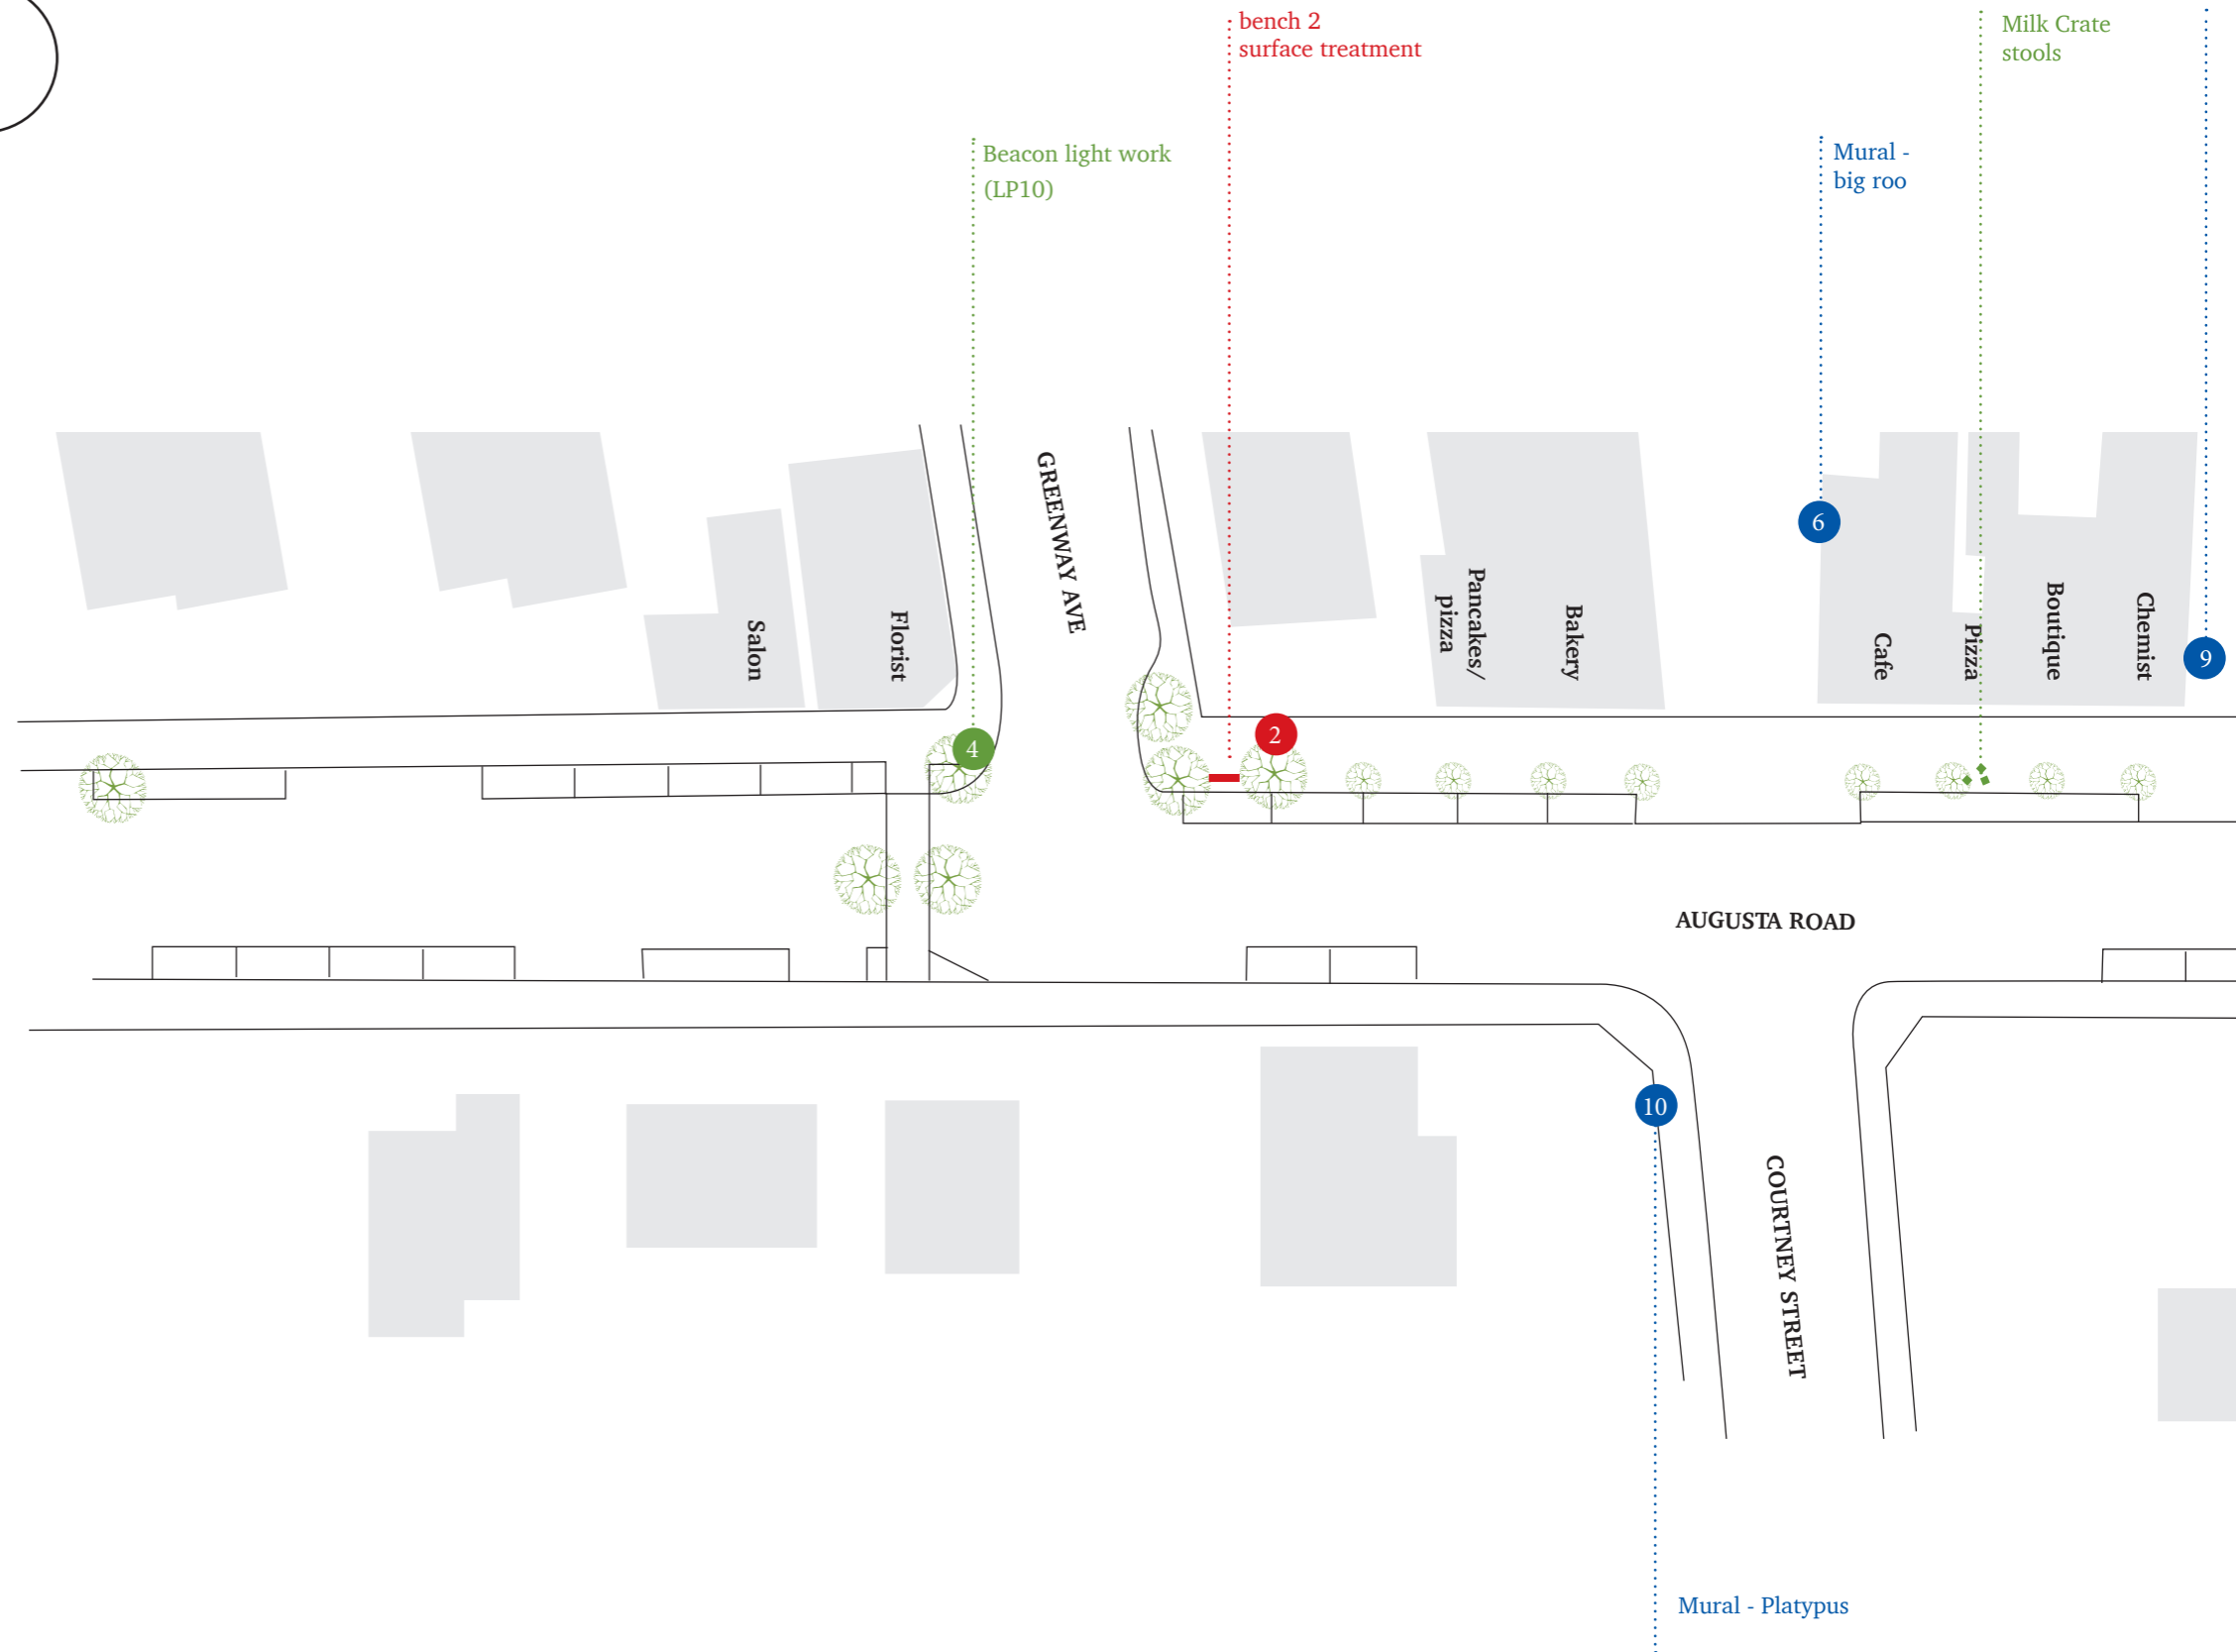 bench 2
surface treatment
Milk Crate
stools
Beacon light work
(LP10)
Mural -
big roo
GREENWAY AVE
6
Salon
Florist
Pancakes/
pizza
Bakery
Cafe
Pizza
Boutique
Chemist
9
4
2
AUGUSTA ROAD
10
COURTNEY STREET
Mural - Platypus